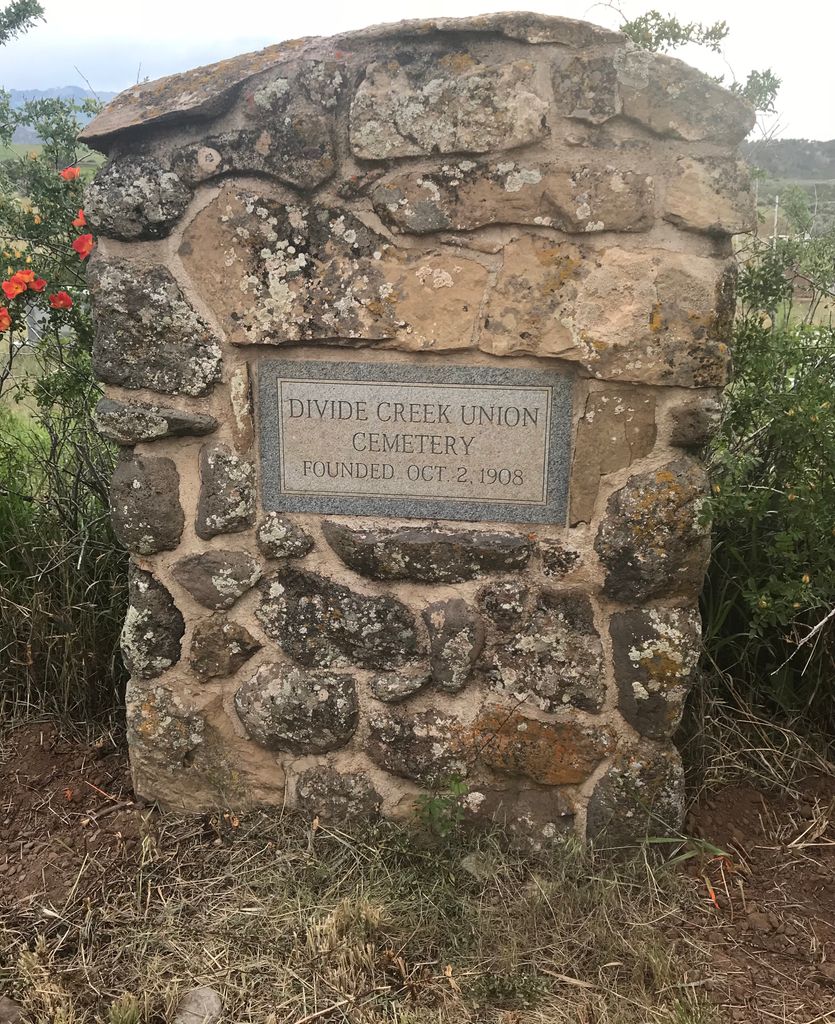 DIVIDE CREEK UNION
CEMETERY
FOUNDED OCT. 2, 1908